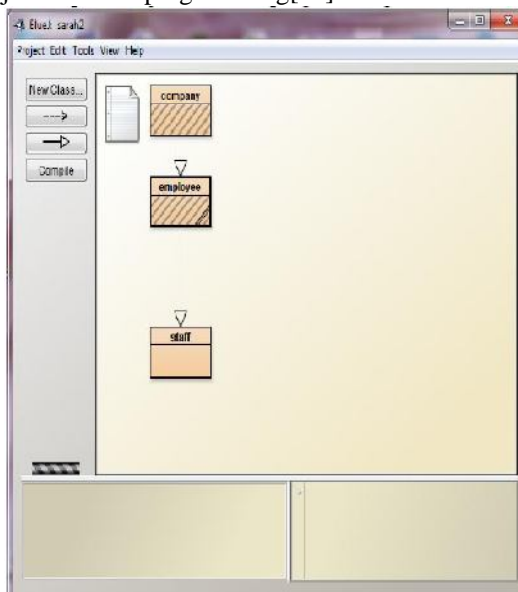 BlueJ: sarah2
Project Edit Tools View Help
New Class...
company
Compile
employee
staff